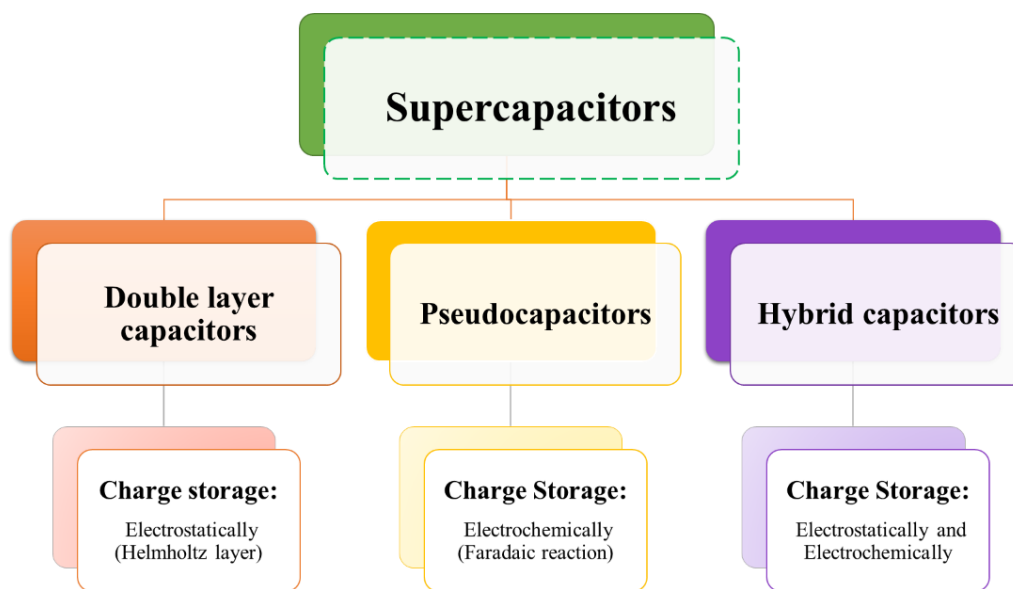 Supercapacitors
Double layer
capacitors
Pseudocapacitors
Hybrid capacitors
Charge storage:
Electrostatically
(Helmholtz layer)
Charge Storage:
Electrochemically
(Faradaic reaction)
Charge Storage:
Electrostatically and
Electrochemically